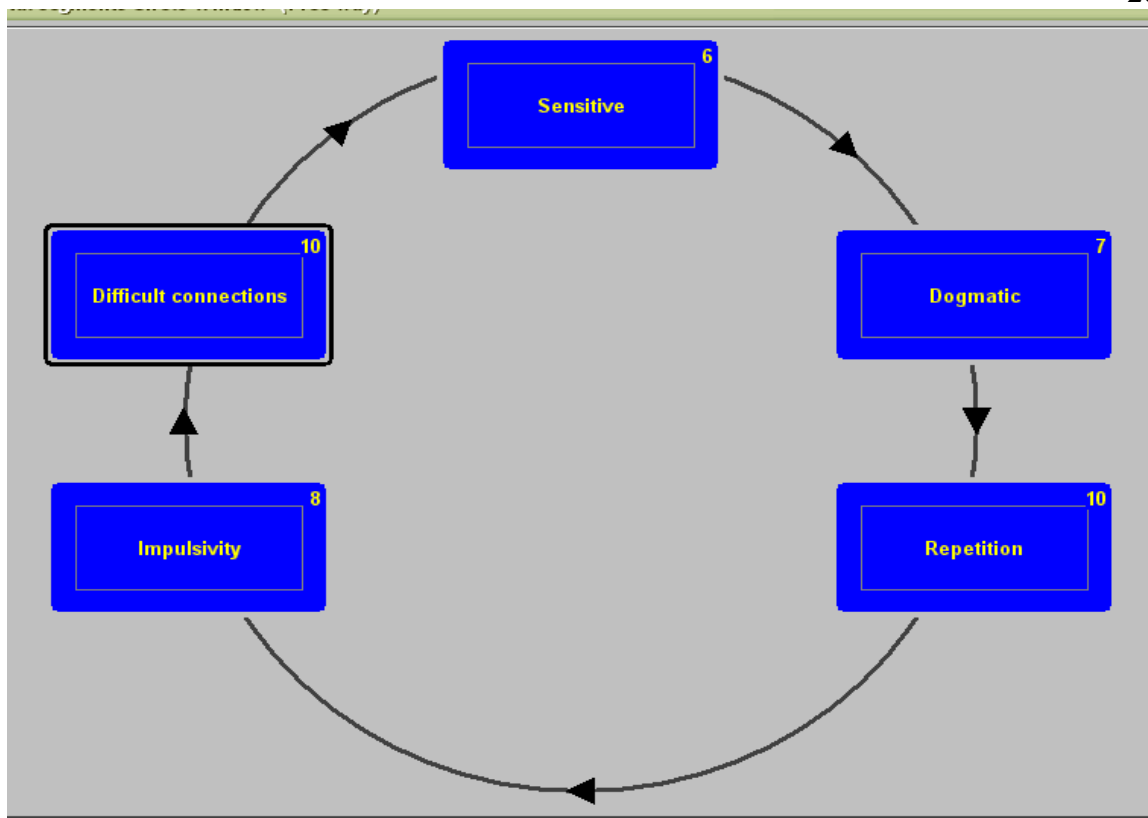 6
Sensitive
10
Difficult connections
7
Dogmatic
8
Impulsivity
10
Repetition